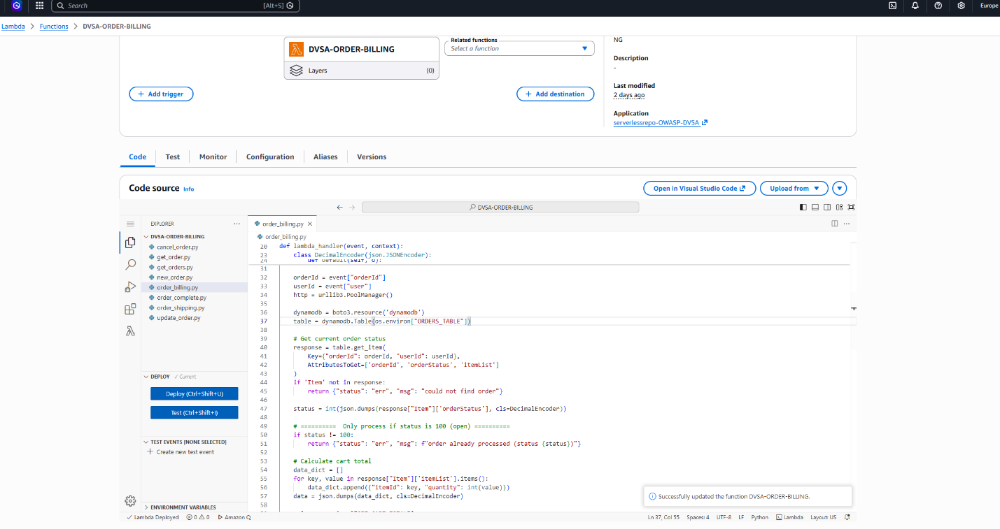 Search [Alt+S] Europe
Lambda > Functions > DVSA-ORDER-BILLING
DVSA-ORDER-BILLING
Layers (0)
Related functions
Select a function
+ Add trigger
+ Add destination
NG
Description
-
Last modified
2 days ago
Application
serverlessrepo-OWASP-DVSA
Code Test Monitor Configuration Aliases Versions
Code source Info
Open in Visual Studio Code
Upload from
DVSA-ORDER-BILLING
EXPLORER
DVSA-ORDER-BILLING
cancel_order.py
get_order.py
get_orders.py
new_order.py
order_billing.py
order_complete.py
order_shipping.py
update_order.py
DEPLOY ✓ Current
Deploy (Ctrl+Shift+U)
Test (Ctrl+Shift+I)
TEST EVENTS [NONE SELECTED]
+ Create new test event
ENVIRONMENT VARIABLES
order_billing.py
order_billing.py
20 def lambda_handler(event, context):
23     class DecimalEncoder(json.JSONEncoder):
24         def default(self, o):
31
32     orderId = event["orderId"]
33     userId = event["user"]
34     http = urllib3.PoolManager()
35
36     dynamodb = boto3.resource('dynamodb')
37     table = dynamodb.Table(os.environ["ORDERS_TABLE"])
38
39     # Get current order status
40     response = table.get_item(
41         Key={"orderId": orderId, "userId": userId},
42         AttributesToGet=['orderId', 'orderStatus', 'itemList']
43     )
44     if 'Item' not in response:
45         return {"status": "err", "msg": "could not find order"}
46
47     status = int(json.dumps(response["Item"]['orderStatus'], cls=DecimalEncoder))
48
49     # ==========  Only process if status is 100 (open) ==========
50     if status != 100:
51         return {"status": "err", "msg": f"order already processed (status {status})"}
52
53     # Calculate cart total
54     data_dict = []
55     for key, value in response["Item"]['itemList'].items():
56         data_dict.append({"itemId": key, "quantity": int(value)})
57     data = json.dumps(data_dict, cls=DecimalEncoder)
58
Successfully updated the function DVSA-ORDER-BILLING.
✓ Lambda Deployed 0 0 Amazon Q
Ln 37, Col 55 Spaces: 4 UTF-8 LF Python Lambda Layout: US